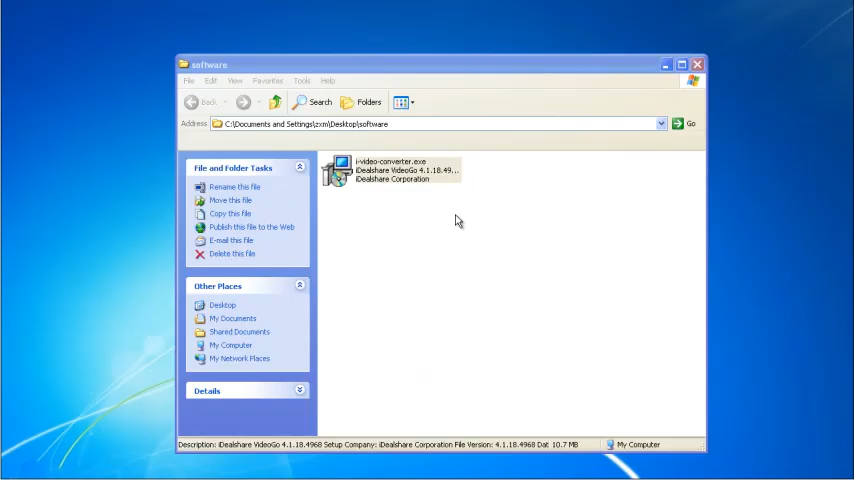 software
File Edit View Favorites Tools Help
Back Search Folders
Address C:\Documents and Settings\zxm\Desktop\software Go
File and Folder Tasks
Rename this file
Move this file
Copy this file
Publish this file to the Web
E-mail this file
Delete this file
Other Places
Desktop
My Documents
Shared Documents
My Computer
My Network Places
Details
i-video-converter.exe
iDealshare VideoGo 4.1.18.49...
iDealshare Corporation
Description: iDealshare VideoGo 4.1.18.4968 Setup Company: iDealshare Corporation File Version: 4.1.18.4968 Dat 10.7 MB My Computer